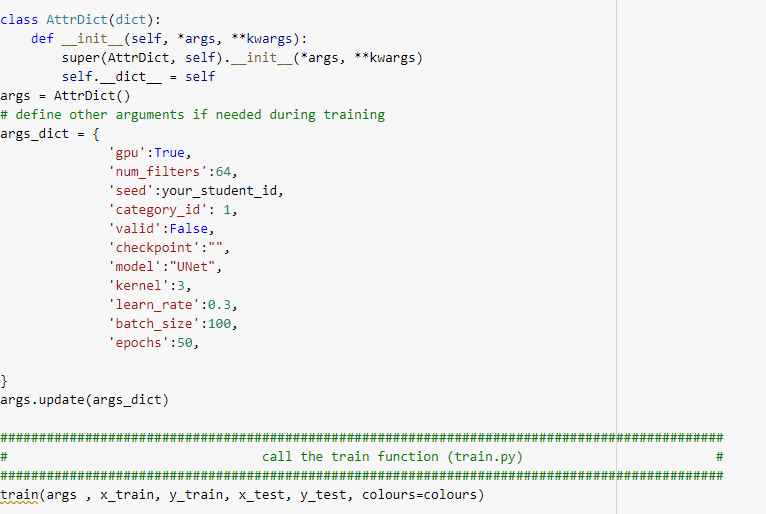 class AttrDict(dict):
    def __init__(self, *args, **kwargs):
        super(AttrDict, self).__init__(*args, **kwargs)
        self.__dict__ = self
args = AttrDict()
# define other arguments if needed during training
args_dict = {
              'gpu':True,
              'num_filters':64,
              'seed':your_student_id,
              'category_id': 1,
              'valid':False,
              'checkpoint':"",
              'model':"UNet",
              'kernel':3,
              'learn_rate':0.3,
              'batch_size':100,
              'epochs':50,

}
args.update(args_dict)

##############################################################################################
#                                 call the train function (train.py)                         #
##############################################################################################
train(args , x_train, y_train, x_test, y_test, colours=colours)